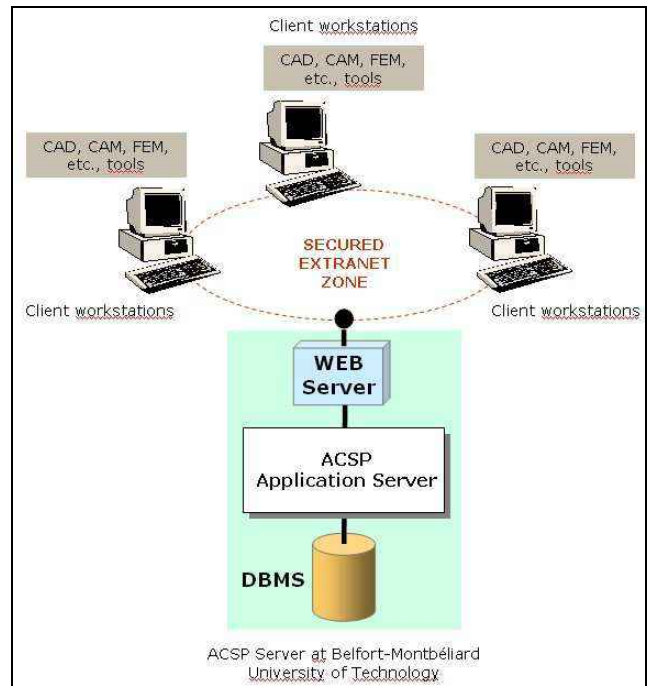 Client workstations
CAD, CAM, FEM,
etc., tools
CAD, CAM, FEM,
etc., tools
CAD, CAM, FEM,
etc., tools
SECURED
EXTRANET
ZONE
Client workstations
Client workstations
WEB
Server
ACSP
Application Server
DBMS
ACSP Server at Belfort-Montbéliard
University of Technology